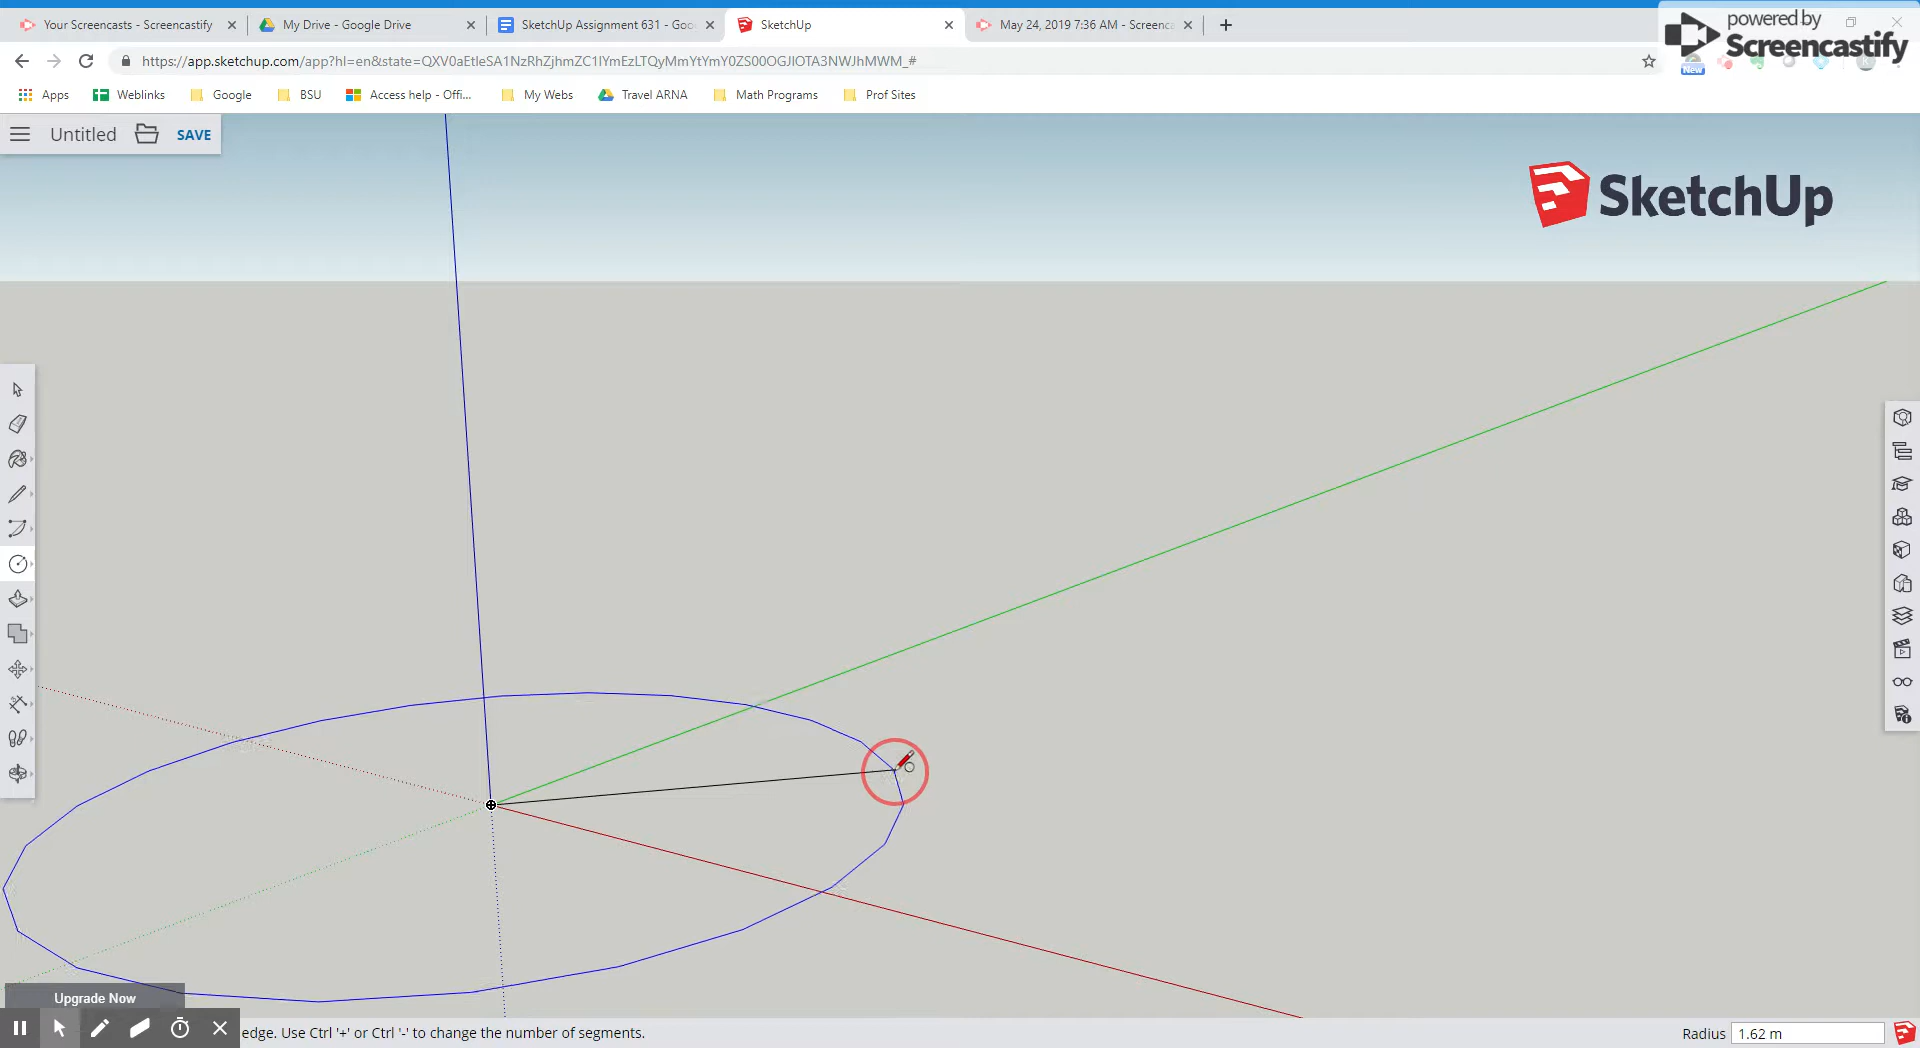 Your Screencasts - Screencastify
My Drive - Google Drive
SketchUp Assignment 631 - Goo
SketchUp
May 24, 2019 7:36 AM - Screenca
powered by
Screencastify
https://app.sketchup.com/app?hl=en&state=
New
Apps
Weblinks
Google
BSU
Access help - Offi...
My Webs
Travel ARNA
Math Programs
Prof Sites
Untitled
SAVE
SketchUp
Upgrade Now
edge. Use Ctrl '+' or Ctrl '-' to change the number of segments.
Radius
1.62 m